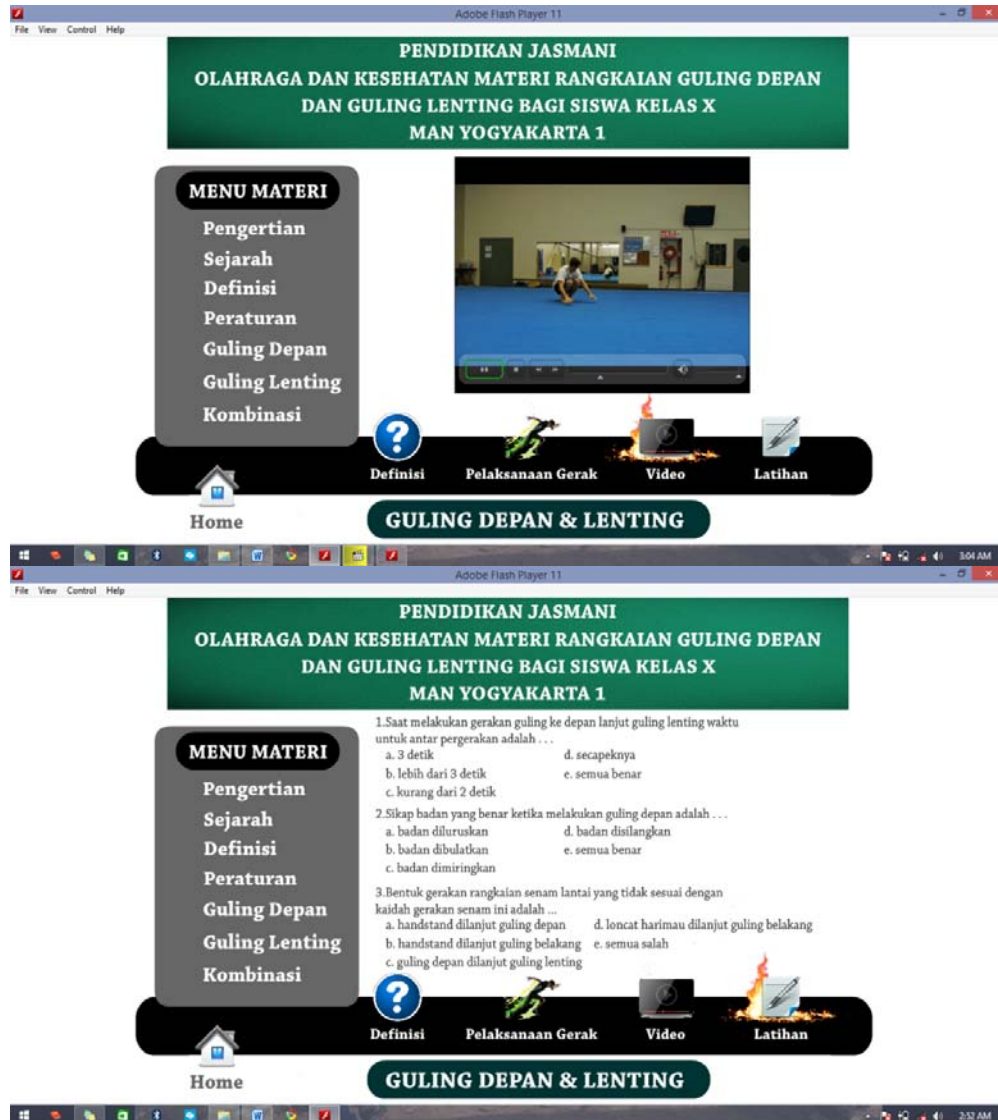 Adobe Flash Player 11
File View Control Help
PENDIDIKAN JASMANI
OLAHRAGA DAN KESEHATAN MATERI RANGKAIAN GULING DEPAN
DAN GULING LENTING BAGI SISWA KELAS X
MAN YOGYAKARTA 1
MENU MATERI
Pengertian
Sejarah
Definisi
Peraturan
Guling Depan
Guling Lenting
Kombinasi
Definisi Pelaksanaan Gerak Video Latihan
Home
GULING DEPAN & LENTING
3:04 AM
Adobe Flash Player 11
File View Control Help
PENDIDIKAN JASMANI
OLAHRAGA DAN KESEHATAN MATERI RANGKAIAN GULING DEPAN
DAN GULING LENTING BAGI SISWA KELAS X
MAN YOGYAKARTA 1
MENU MATERI
Pengertian
Sejarah
Definisi
Peraturan
Guling Depan
Guling Lenting
Kombinasi
1.Saat melakukan gerakan guling ke depan lanjut guling lenting waktu
untuk antar pergerakan adalah . . .
a. 3 detik d. secapeknya
b. lebih dari 3 detik e. semua benar
c. kurang dari 2 detik
2.Sikap badan yang benar ketika melakukan guling depan adalah . . .
a. badan diluruskan d. badan disilangkan
b. badan dibulatkan e. semua benar
c. badan dimiringkan
3.Bentuk gerakan rangkaian senam lantai yang tidak sesuai dengan
kaidah gerakan senam ini adalah ...
a. handstand dilanjut guling depan d. loncat harimau dilanjut guling belakang
b. handstand dilanjut guling belakang e. semua salah
c. guling depan dilanjut guling lenting
Definisi Pelaksanaan Gerak Video Latihan
Home
GULING DEPAN & LENTING
2:52 AM